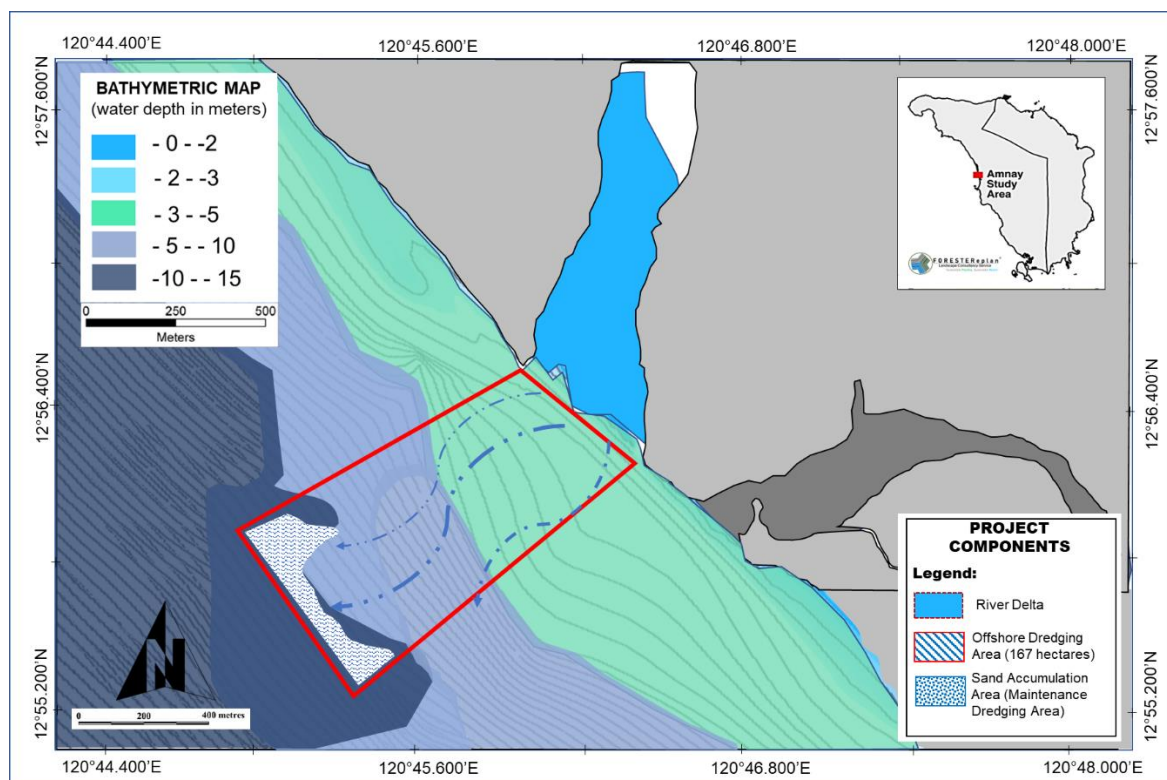 120°44.400'E
120°45.600'E
120°46.800'E
120°48.000'E
12°57.600'N
12°56.400'N
12°55.200'N
BATHYMETRIC MAP
(water depth in meters)
- 0 - -2
- 2 - -3
- 3 - -5
- 5 - - 10
-10 - - 15
0 250 500
Meters
Amnay
Study
Area
FORESTEReplan
Landscape Consultancy Service
PROJECT
COMPONENTS
Legend:
River Delta
Offshore Dredging
Area (167 hectares)
Sand Accumulation
Area (Maintenance
Dredging Area)
N
0 200 400 metres
12°57.600'N
12°56.400'N
12°55.200'N
120°44.400'E
120°45.600'E
120°46.800'E
120°48.000'E